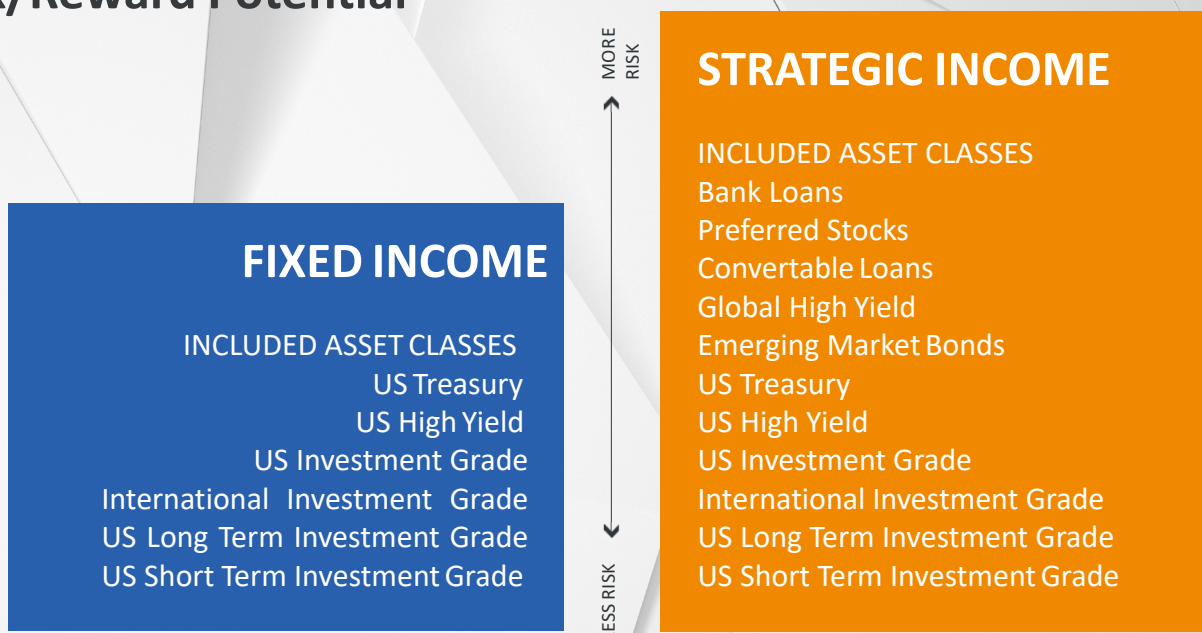 /Reward Potential
MORE
RISK
STRATEGIC INCOME
INCLUDED ASSET CLASSES
Bank Loans
Preferred Stocks
Convertable Loans
Global High Yield
Emerging Market Bonds
US Treasury
US High Yield
US Investment Grade
International Investment Grade
US Long Term Investment Grade
US Short Term Investment Grade
FIXED INCOME
INCLUDED ASSET CLASSES
US Treasury
US High Yield
US Investment Grade
International Investment Grade
US Long Term Investment Grade
US Short Term Investment Grade
ESS RISK